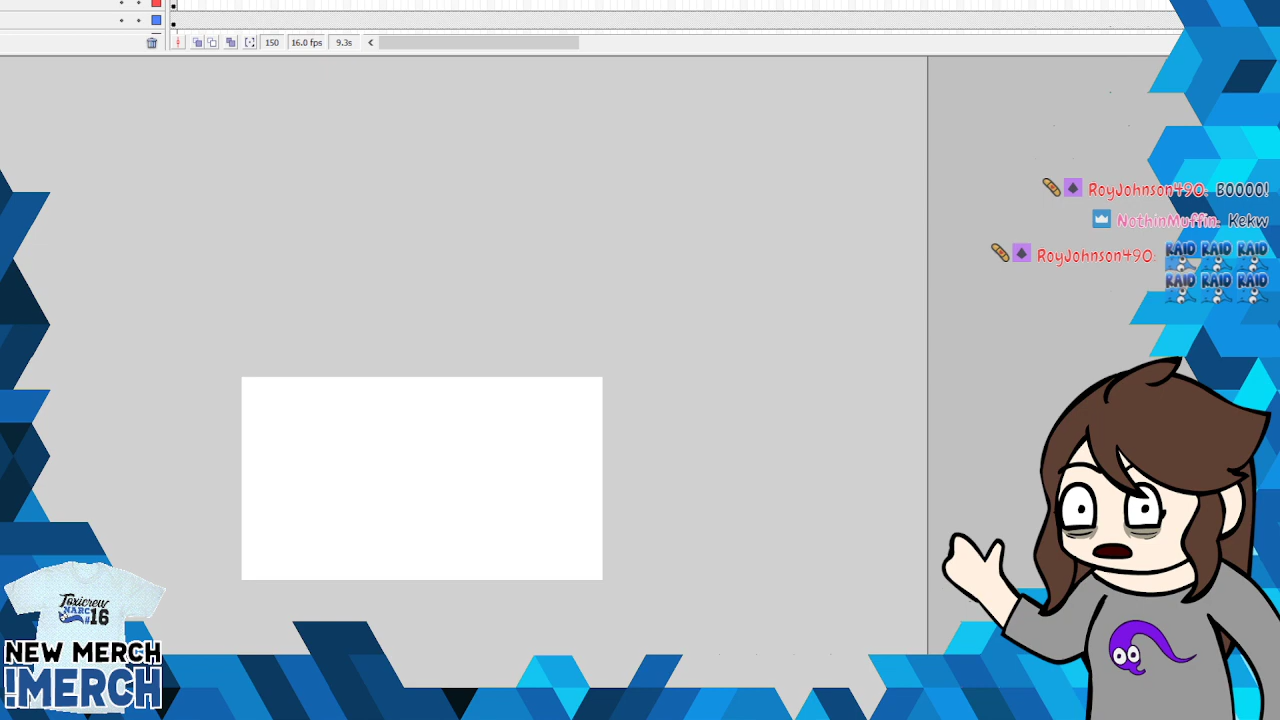 150 16.0 fps 9.3s
RoyJohnson490: BOOOO!
NothinMuffin: Kekw
RoyJohnson490: RAID RAID RAID
RAID RAID RAID
Toxicrew
NARC
#16
NEW MERCH
!MERCH